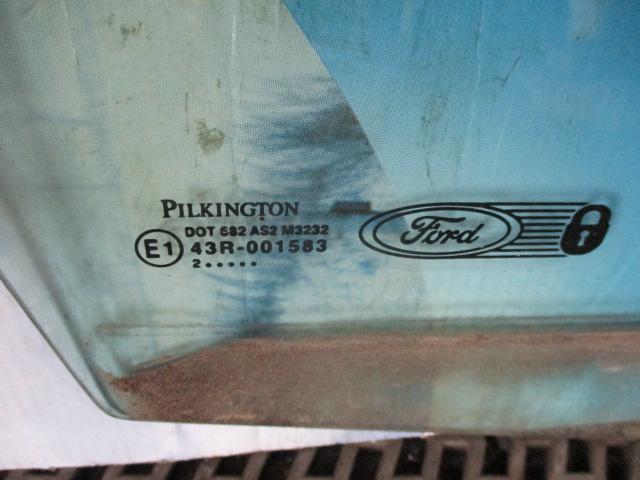 PILKINGTON
DOT 682 AS2 M3232
E1 43R-001583
2•••••
Ford